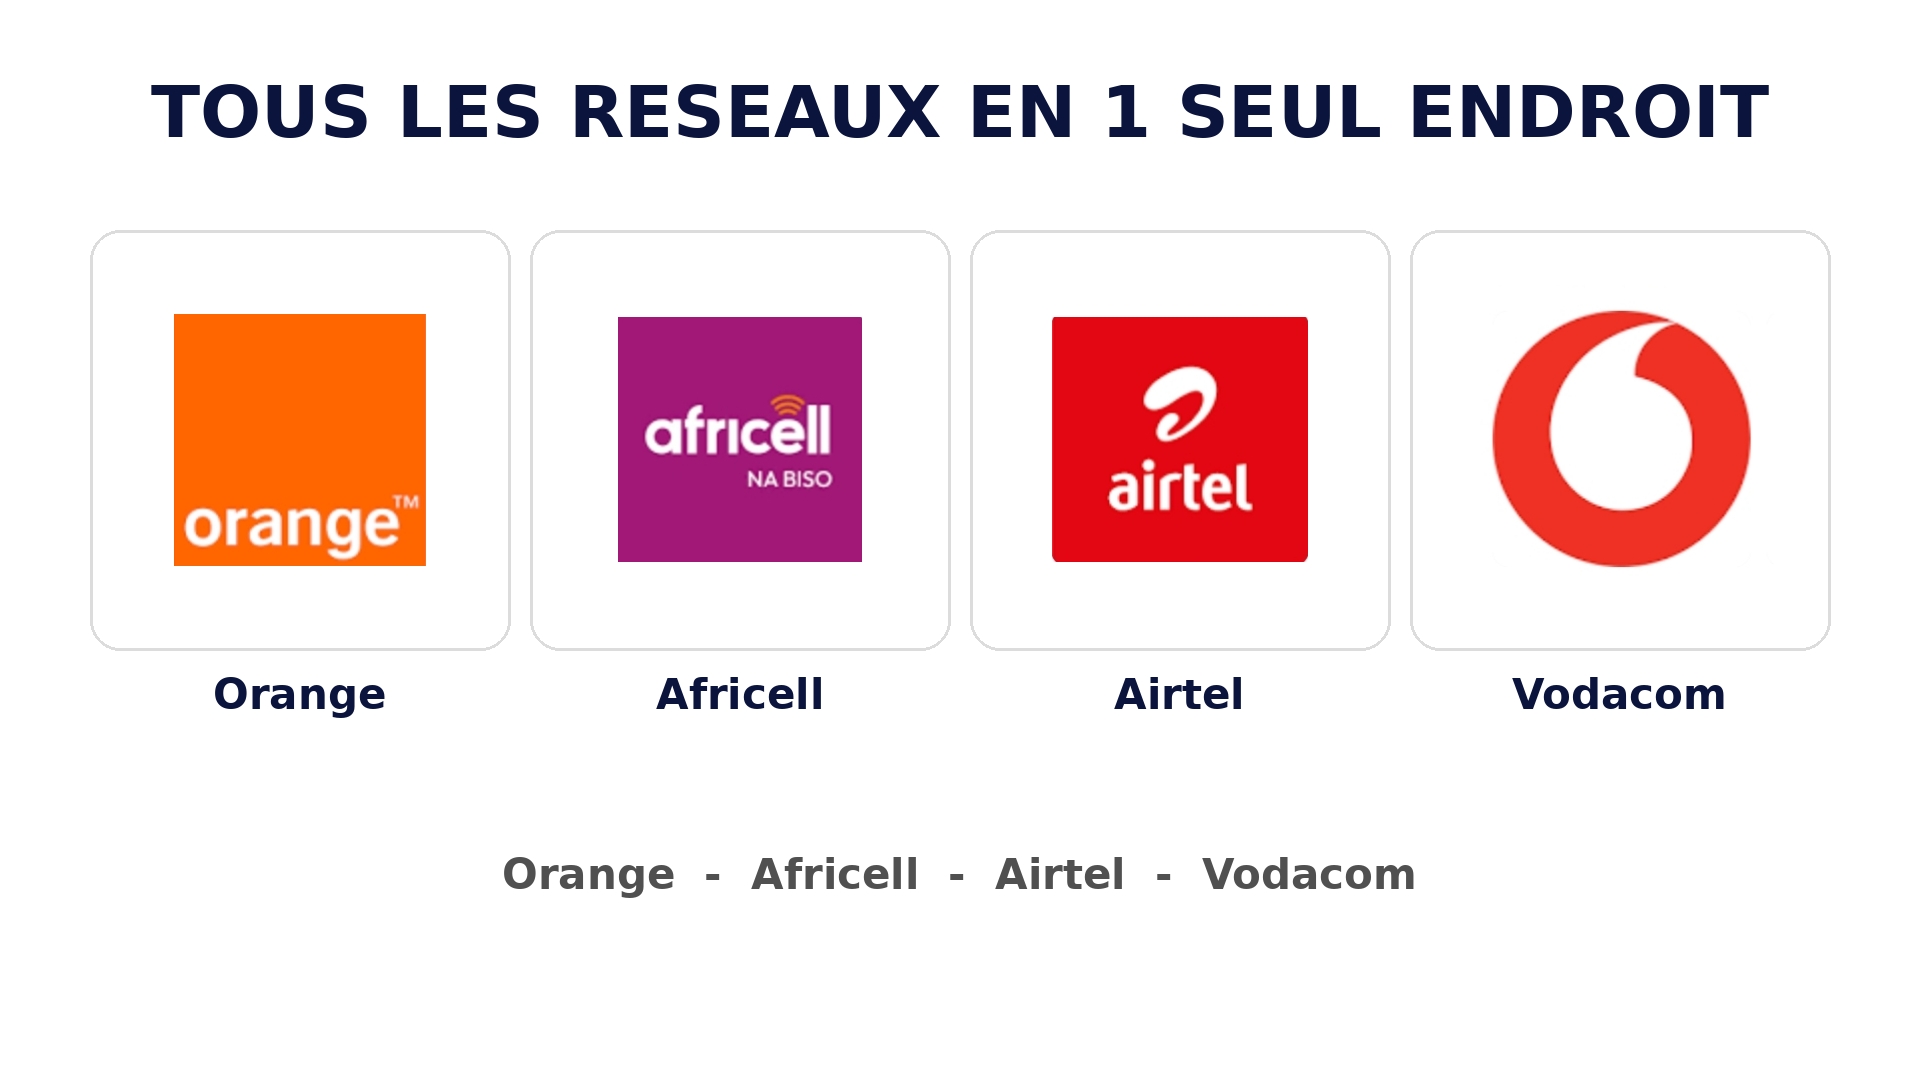 TOUS LES RESEAUX EN 1 SEUL ENDROIT
orange™
africell
NA BISO
airtel
Orange
Africell
Airtel
Vodacom
Orange - Africell - Airtel - Vodacom